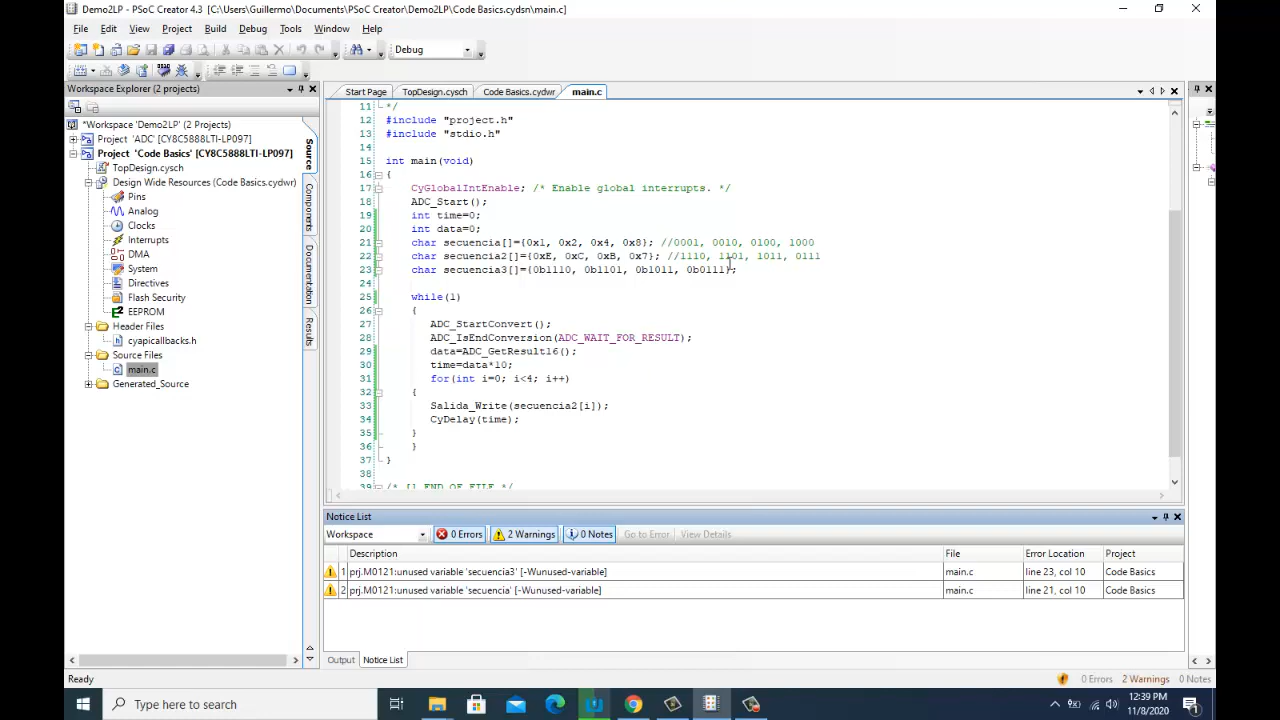 Demo2LP - PSoC Creator 4.3 [C:\Users\Guillermo\Documents\PSoC Creator\Demo2LP\Code Basics.cydsn\main.c]
File Edit View Project Build Debug Tools Window Help
Debug
Workspace Explorer (2 projects)
*Workspace 'Demo2LP' (2 Projects)
Project 'ADC' [CY8C5888LTI-LP097]
Project 'Code Basics' [CY8C5888LTI-LP097]
TopDesign.cysch
Design Wide Resources (Code Basics.cydwr)
Pins
Analog
Clocks
Interrupts
DMA
System
Directives
Flash Security
EEPROM
Header Files
cyapicallbacks.h
Source Files
main.c
Generated_Source
Source
Components
Documentation
Results
Start Page TopDesign.cysch Code Basics.cydwr main.c
11 */
12 #include "project.h"
13 #include "stdio.h"
14
15 int main(void)
16 {
17 CyGlobalIntEnable; /* Enable global interrupts. */
18 ADC_Start();
19 int time=0;
20 int data=0;
21 char secuencia[]={0x1, 0x2, 0x4, 0x8}; //0001, 0010, 0100, 1000
22 char secuencia2[]={0xE, 0xC, 0xB, 0x7}; //1110, 1101, 1011, 0111
23 char secuencia3[]={0b1110, 0b1101, 0b1011, 0b0111};
24
25 while(1)
26 {
27 ADC_StartConvert();
28 ADC_IsEndConversion(ADC_WAIT_FOR_RESULT);
29 data=ADC_GetResult16();
30 time=data*10;
31 for(int i=0; i<4; i++)
32 {
33 Salida_Write(secuencia2[i]);
34 CyDelay(time);
35 }
36 }
37 }
38
39 /* [] END OF FILE */
Notice List
Workspace 0 Errors 2 Warnings 0 Notes Go to Error View Details
Description File Error Location Project
1 prj.M0121:unused variable 'secuencia3' [-Wunused-variable] main.c line 23, col 10 Code Basics
2 prj.M0121:unused variable 'secuencia' [-Wunused-variable] main.c line 21, col 10 Code Basics
Output Notice List
Ready 0 Errors 2 Warnings 0 Notes
Type here to search
12:39 PM
11/8/2020
1